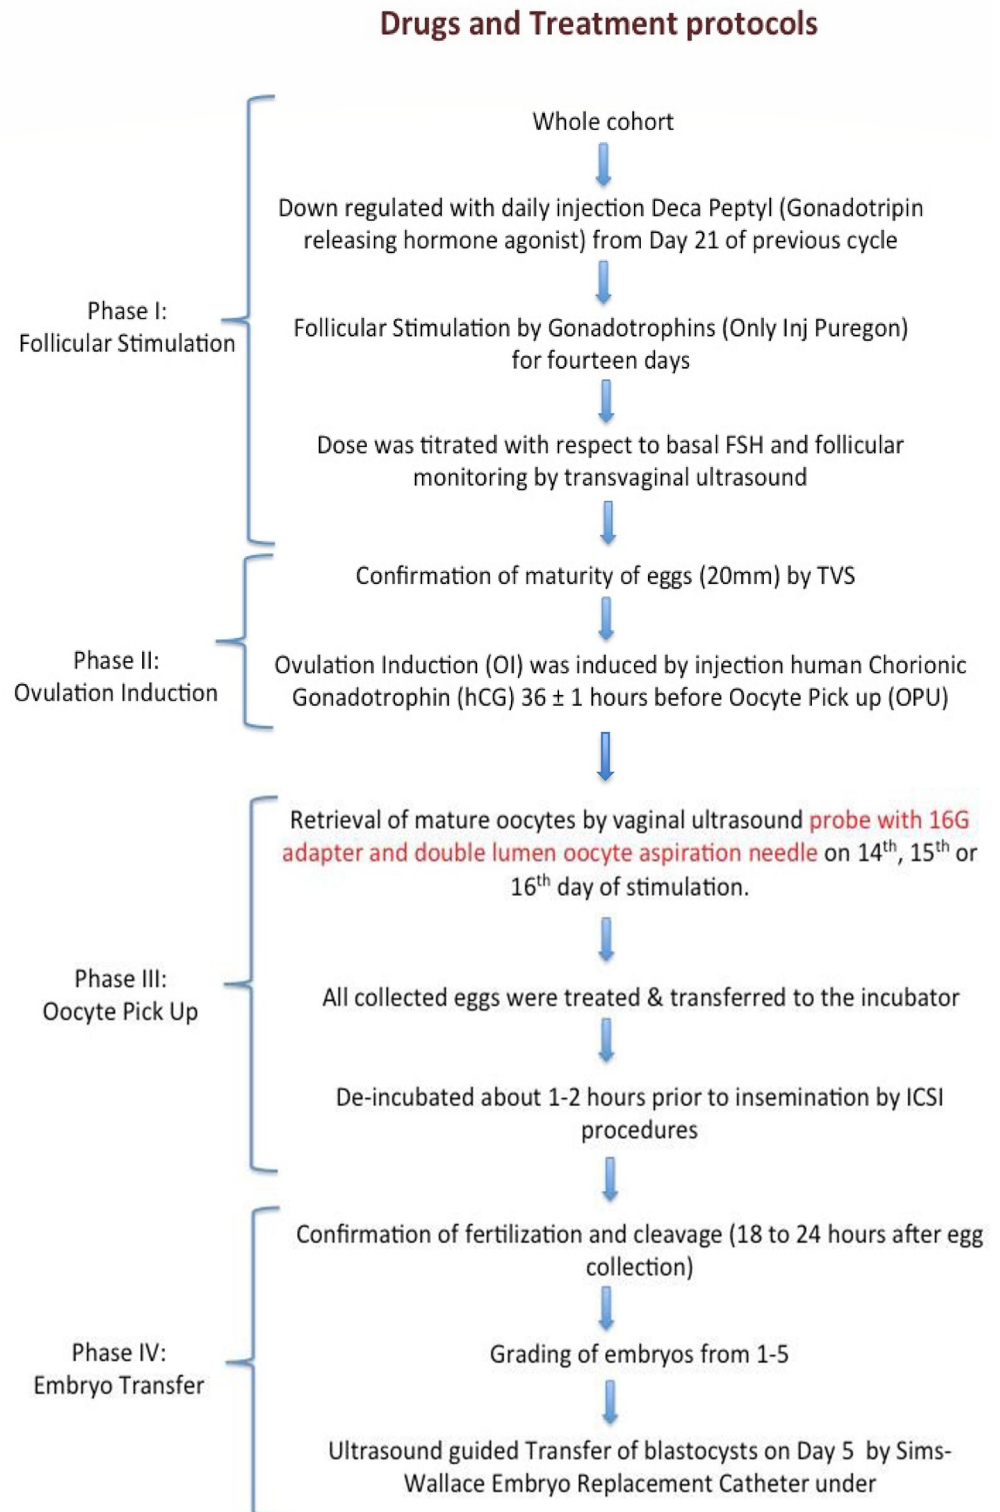 Drugs and Treatment protocols
Whole cohort
Down regulated with daily injection Deca Peptyl (Gonadotripin
releasing hormone agonist) from Day 21 of previous cycle
Phase I:
Follicular Stimulation
Follicular Stimulation by Gonadotrophins (Only Inj Puregon)
for fourteen days
Dose was titrated with respect to basal FSH and follicular
monitoring by transvaginal ultrasound
Confirmation of maturity of eggs (20mm) by TVS
Phase II:
Ovulation Induction
Ovulation Induction (OI) was induced by injection human Chorionic
Gonadotrophin (hCG) 36 ± 1 hours before Oocyte Pick up (OPU)
Retrieval of mature oocytes by vaginal ultrasound probe with 16G
adapter and double lumen oocyte aspiration needle on 14th, 15th or
16th day of stimulation.
Phase III:
Oocyte Pick Up
All collected eggs were treated & transferred to the incubator
De-incubated about 1-2 hours prior to insemination by ICSI
procedures
Confirmation of fertilization and cleavage (18 to 24 hours after egg
collection)
Phase IV:
Embryo Transfer
Grading of embryos from 1-5
Ultrasound guided Transfer of blastocysts on Day 5 by Sims-
Wallace Embryo Replacement Catheter under